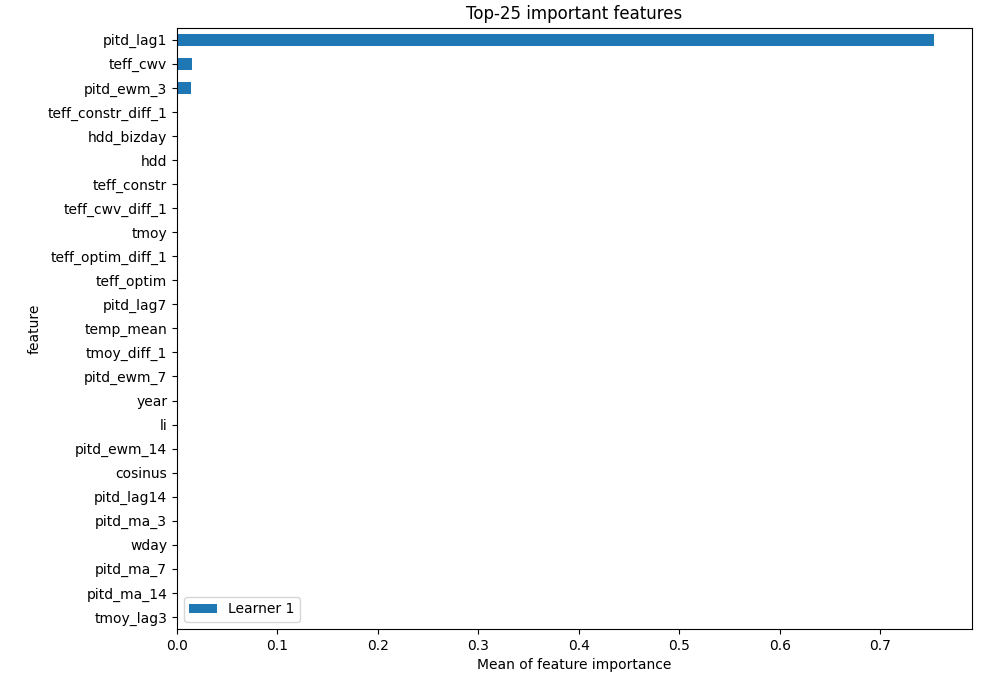 Top-25 important features
pitd_lag1
teff_cwv
pitd_ewm_3
teff_constr_diff_1
hdd_bizday
hdd
teff_constr
teff_cwv_diff_1
tmoy
teff_optim_diff_1
teff_optim
pitd_lag7
temp_mean
tmoy_diff_1
pitd_ewm_7
year
li
pitd_ewm_14
cosinus
pitd_lag14
pitd_ma_3
wday
pitd_ma_7
pitd_ma_14
tmoy_lag3
feature
Learner 1
0.0 0.1 0.2 0.3 0.4 0.5 0.6 0.7
Mean of feature importance